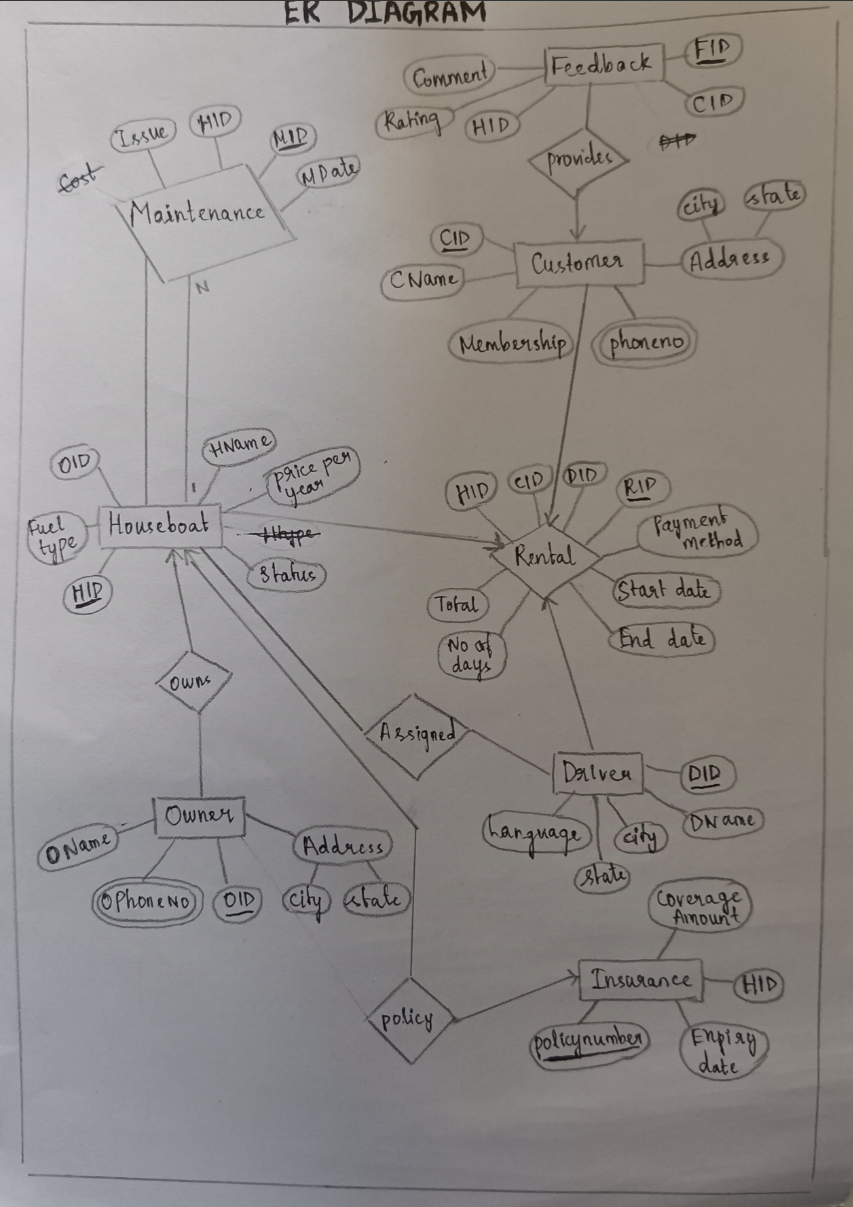 ER DIAGRAM
Feedback
FID
Comment
CID
Rating
HID
DID
provides
Issue
HID
MID
Cost
MDate
Maintenance
N
city
state
CID
Customer
Address
CName
Membership
phoneno
OID
HName
price per
year
1
Fuel
type
Houseboat
Htype
HID
Status
HID
CID
DID
RID
Payment
method
Rental
Start date
Total
End date
No of
days
Owns
Assigned
Driver
DID
DName
Language
city
state
Owner
OName
Address
OPhoneNo
OID
city
state
Coverage
Amount
Insurance
HID
policy
policynumber
Expiry
date